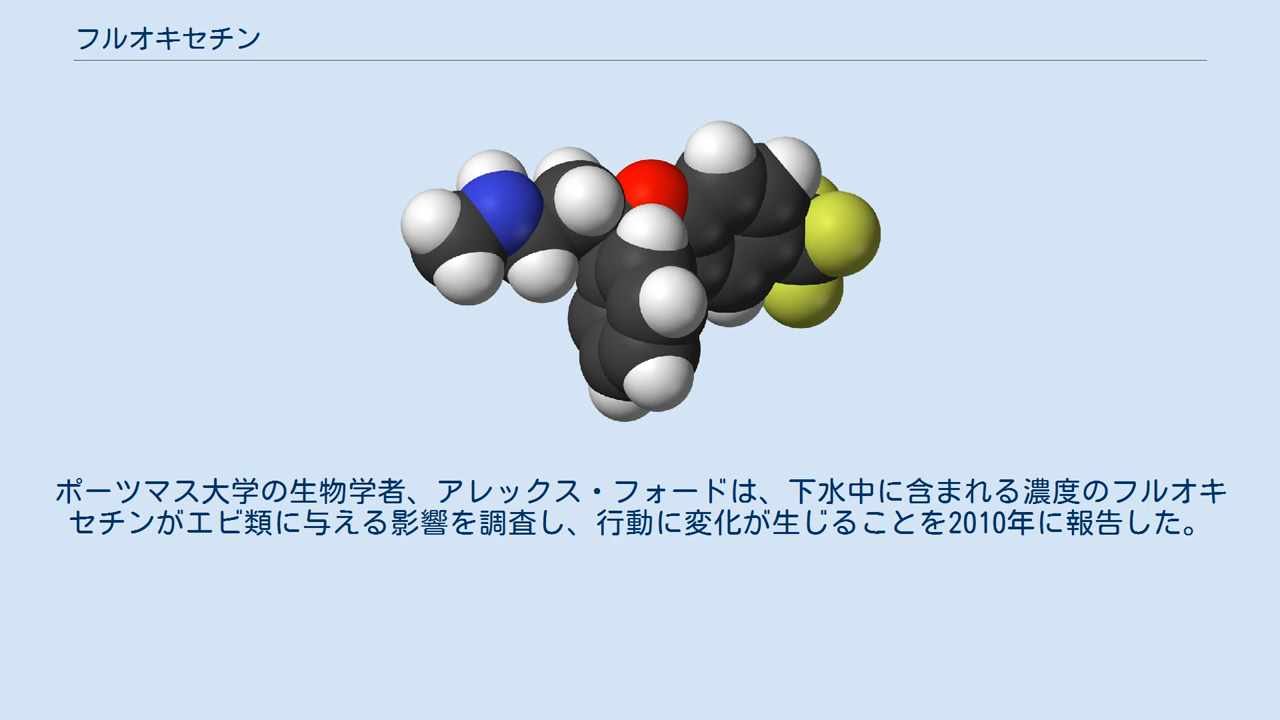 フルオキセチン
ポーツマス大学の生物学者、アレックス・フォードは、下水中に含まれる濃度のフルオキ
セチンがエビ類に与える影響を調査し、行動に変化が生じることを2010年に報告した。